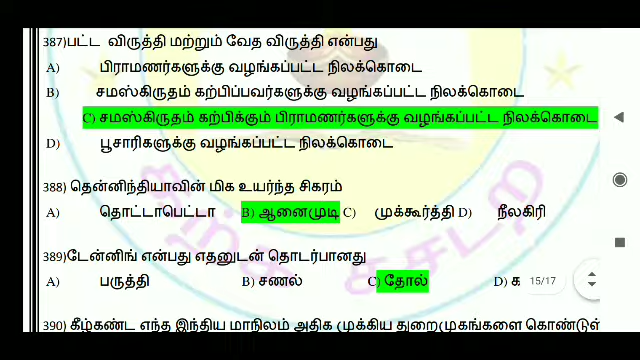 387)பட்ட விருத்தி மற்றும் வேத விருத்தி என்பது
A) பிராமணர்களுக்கு வழங்கப்பட்ட நிலக்கொடை
B) சமஸ்கிருதம் கற்பிப்பவர்களுக்கு வழங்கப்பட்ட நிலக்கொடை
C) சமஸ்கிருதம் கற்பிக்கும் பிராமணர்களுக்கு வழங்கப்பட்ட நிலக்கொடை
D) பூசாரிகளுக்கு வழங்கப்பட்ட நிலக்கொடை
388) தென்னிந்தியாவின் மிக உயர்ந்த சிகரம்
A) தொட்டாபெட்டா B) ஆனைமுடி C) முக்கூர்த்தி D) நீலகிரி
389)டேன்னிங் என்பது எதனுடன் தொடர்பானது
A) பருத்தி B) சணல் C) தோல் D) க 15/17
390) கீழ்கண்ட எந்த இந்திய மாநிலம் அதிக முக்கிய துறைமுகங்களை கொண்டுள்